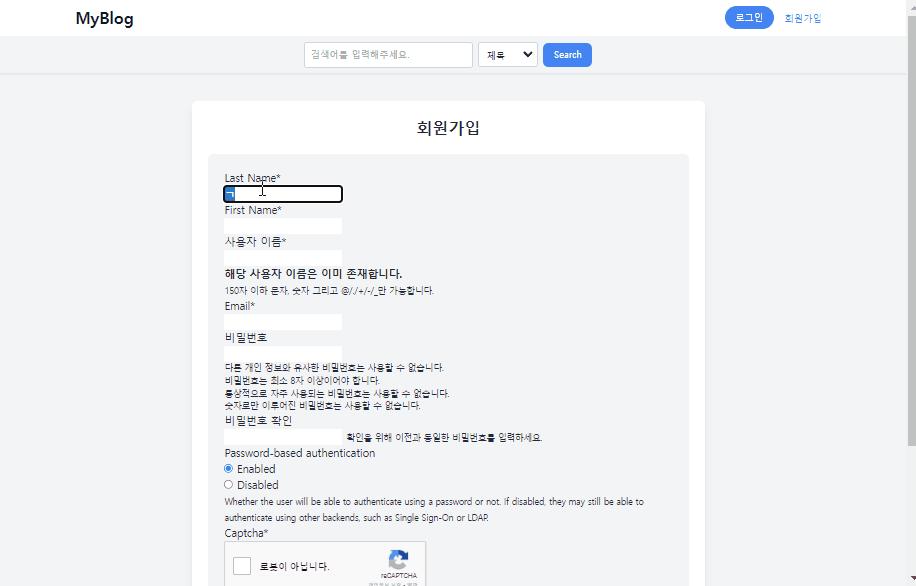 MyBlog
로그인 회원가입
검색어를 입력해주세요. 제목 Search
회원가입
Last Name*
ㄱ
First Name*
사용자 이름*
해당 사용자 이름은 이미 존재합니다.
150자 이하 문자, 숫자 그리고 @/./+/-/_만 가능합니다.
Email*
비밀번호
다른 개인 정보와 유사한 비밀번호는 사용할 수 없습니다.
비밀번호는 최소 8자 이상이어야 합니다.
통상적으로 자주 사용되는 비밀번호는 사용할 수 없습니다.
숫자로만 이루어진 비밀번호는 사용할 수 없습니다.
비밀번호 확인
확인을 위해 이전과 동일한 비밀번호를 입력하세요.
Password-based authentication
Enabled
Disabled
Whether the user will be able to authenticate using a password or not. If disabled, they may still be able to
authenticate using other backends, such as Single Sign-On or LDAP.
Captcha*
로봇이 아닙니다.
reCAPTCHA